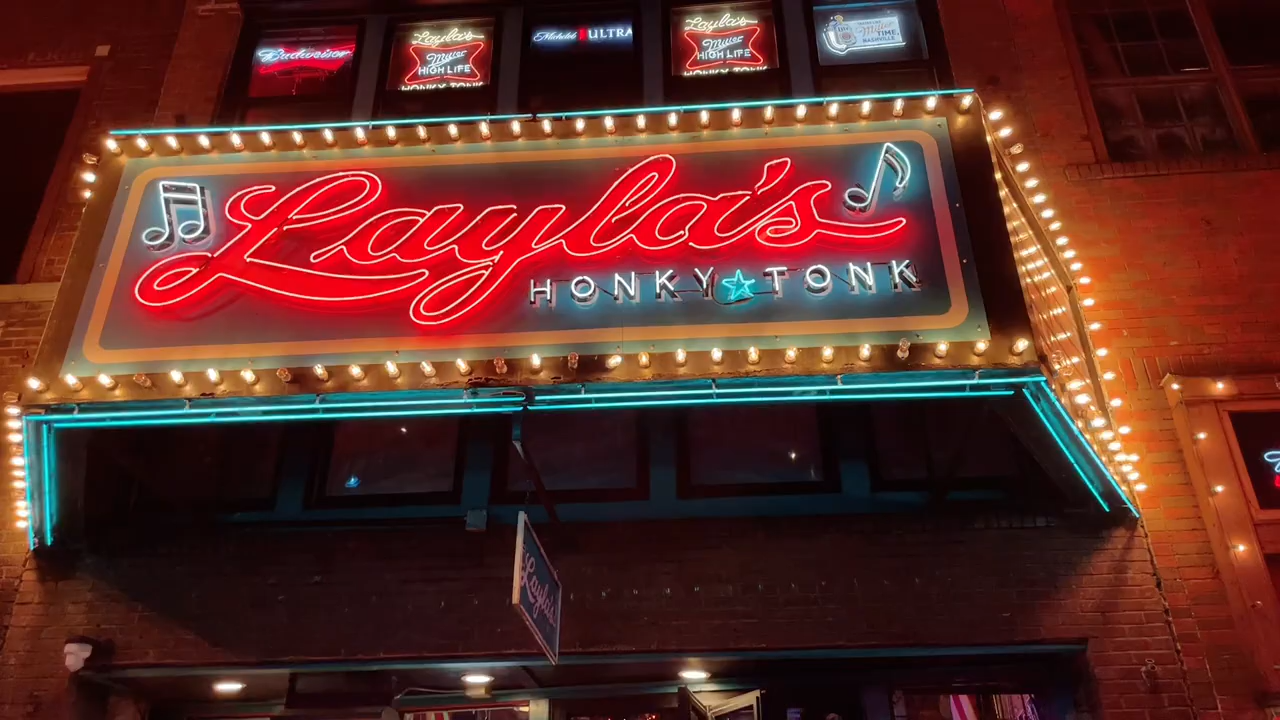 Budweiser
Layla's
Miller
HIGH LIFE
HONKY TONK
Michelob ULTRA
Layla's
Miller
HIGH LIFE
HONKY TONK
Miller
TIME,
NASHVILLE
Layla's
HONKY TONK
Layla's